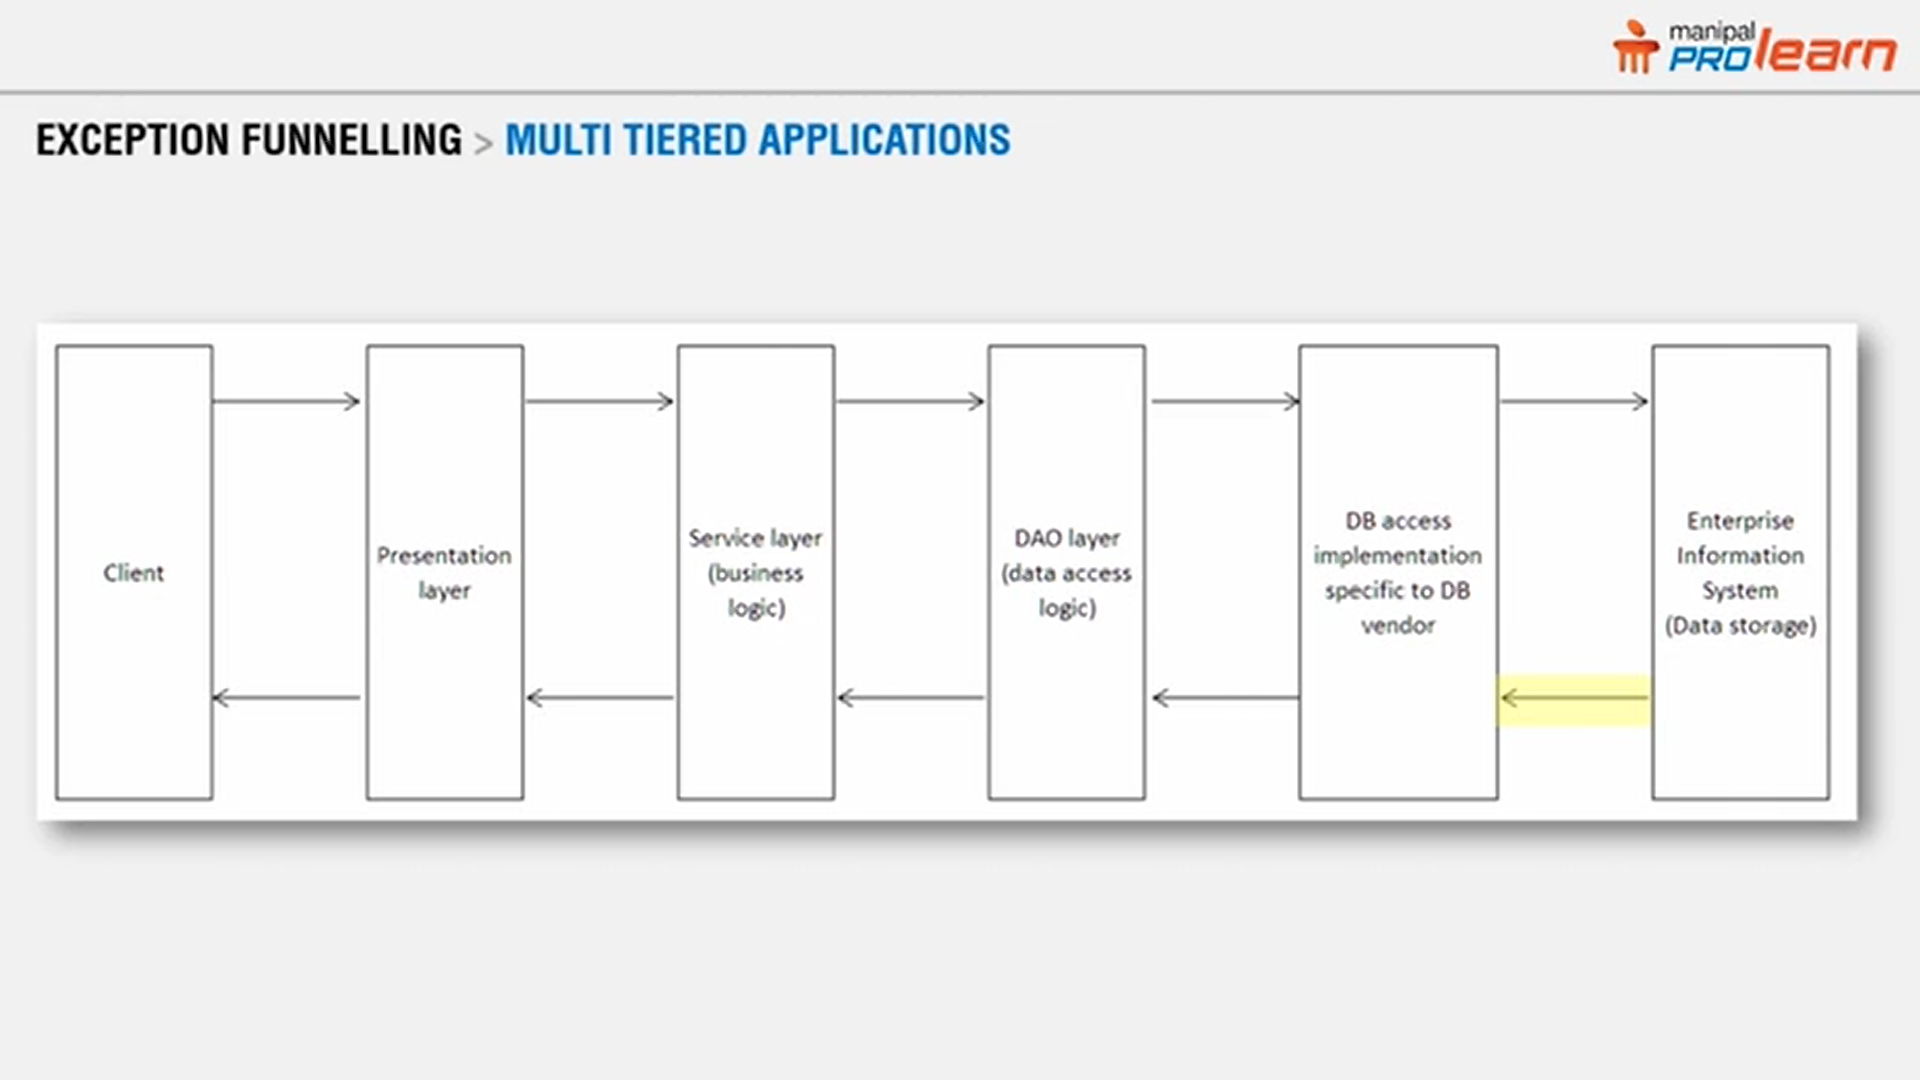 manipal
PROlearn
EXCEPTION FUNNELLING > MULTI TIERED APPLICATIONS
Client
Presentation
layer
Service layer
(business
logic)
DAO layer
(data access
logic)
DB access
implementation
specific to DB
vendor
Enterprise
Information
System
(Data storage)